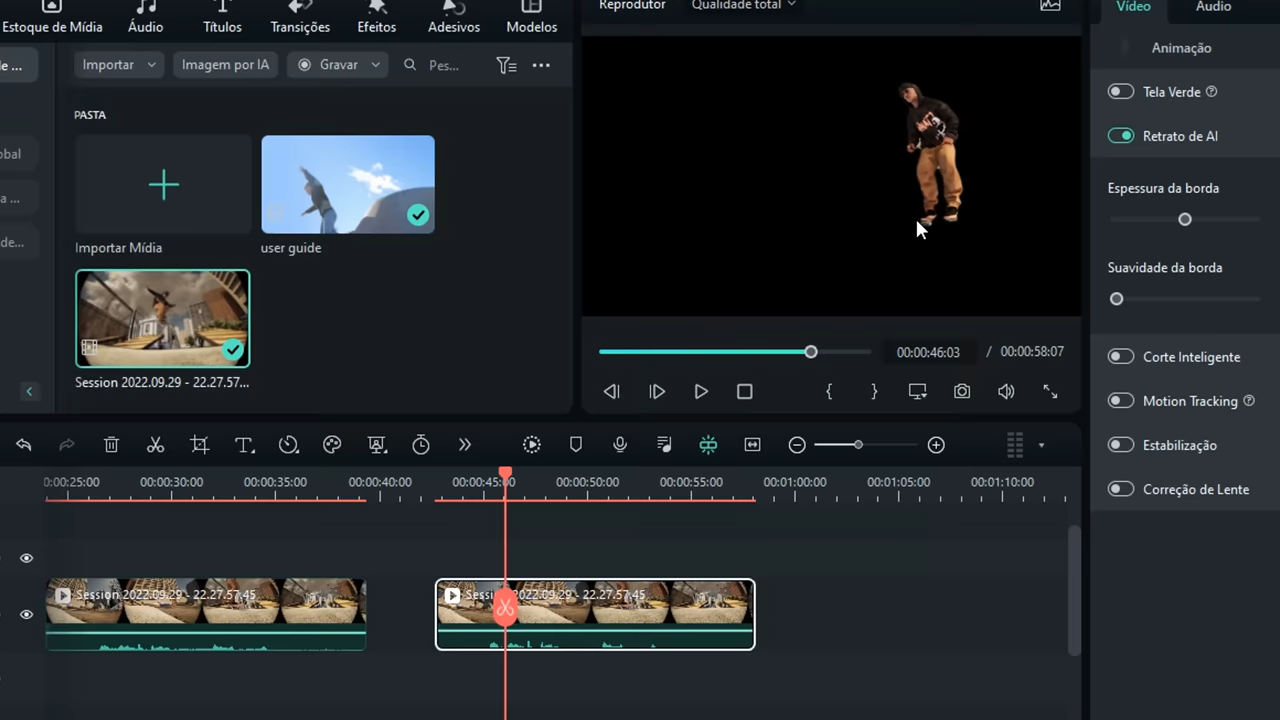 Estoque de Mídia
Áudio
Títulos
Transições
Efeitos
Adesivos
Modelos
Reprodutor
Qualidade total
Vídeo
Áudio
Importar
Imagem por IA
Gravar
Pes...
Animação
PASTA
Tela Verde
Retrato de AI
Importar Mídia
user guide
Espessura da borda
Suavidade da borda
Session 2022.09.29 - 22.27.57...
00:00:46:03 / 00:00:58:07
Corte Inteligente
Motion Tracking
Estabilização
Correção de Lente
0:00:25:00 00:00:30:00 00:00:35:00 00:00:40:00 00:00:45:00 00:00:50:00 00:00:55:00 00:01:00:00 00:01:05:00 00:01:10:00
Session 2022.09.29 - 22.27.57.45
2022.09.29 - 22.27.57.45